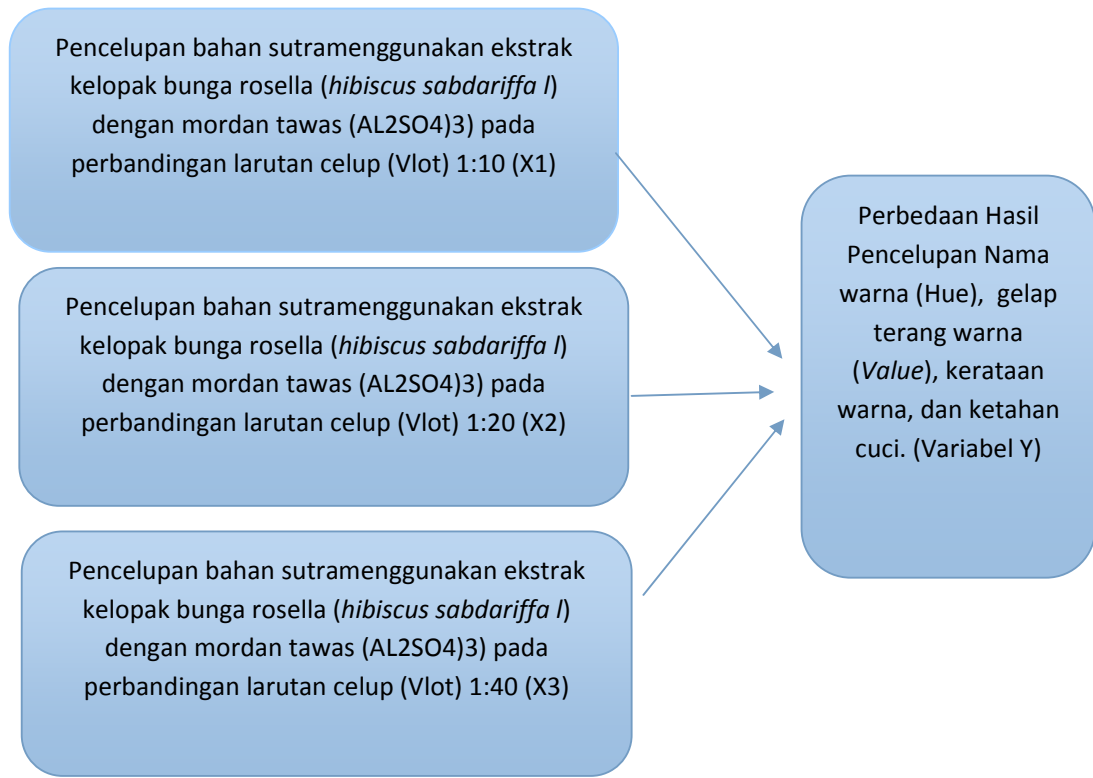 Pencelupan bahan sutramenggunakan ekstrak
kelopak bunga rosella (hibiscus sabdariffa l)
dengan mordan tawas (AL2SO4)3) pada
perbandingan larutan celup (Vlot) 1:10 (X1)
Pencelupan bahan sutramenggunakan ekstrak
kelopak bunga rosella (hibiscus sabdariffa l)
dengan mordan tawas (AL2SO4)3) pada
perbandingan larutan celup (Vlot) 1:20 (X2)
Pencelupan bahan sutramenggunakan ekstrak
kelopak bunga rosella (hibiscus sabdariffa l)
dengan mordan tawas (AL2SO4)3) pada
perbandingan larutan celup (Vlot) 1:40 (X3)
Perbedaan Hasil
Pencelupan Nama
warna (Hue), gelap
terang warna
(Value), kerataan
warna, dan ketahan
cuci. (Variabel Y)